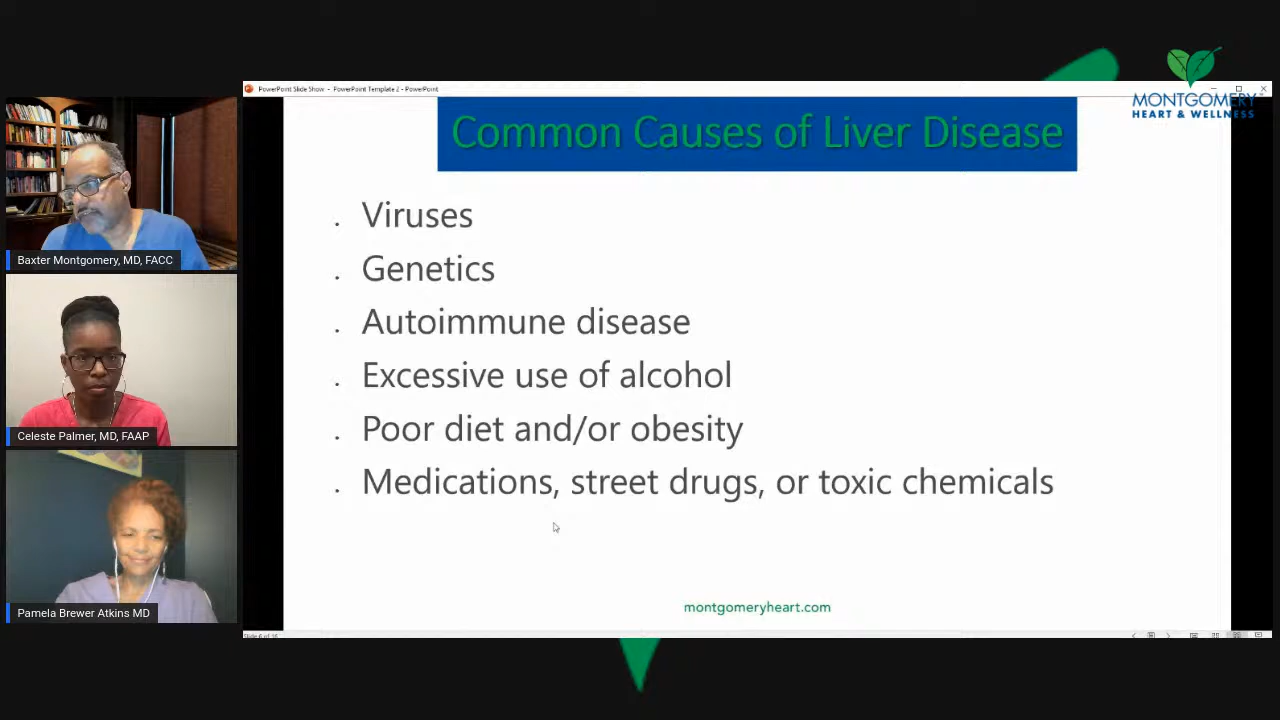 PowerPoint Slide Show - PowerPoint Template 2 - PowerPoint
MONTGOMERY
HEART & WELLNESS
Common Causes of Liver Disease
. Viruses
. Genetics
. Autoimmune disease
. Excessive use of alcohol
. Poor diet and/or obesity
. Medications, street drugs, or toxic chemicals
montgomeryheart.com
Baxter Montgomery, MD, FACC
Celeste Palmer, MD, FAAP
Pamela Brewer Atkins MD